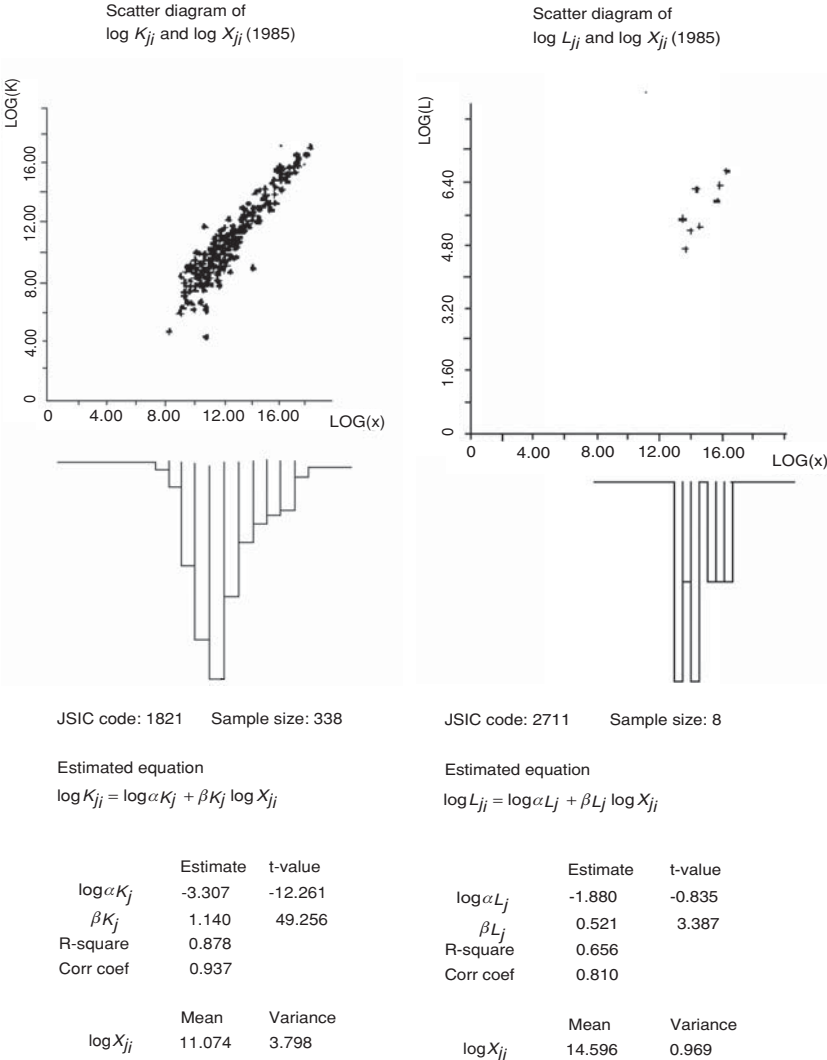 Scatter diagram of
log K_ji and log X_ji (1985)
LOG(K)
16.00
12.00
8.00
4.00
0
0 4.00 8.00 12.00 16.00 LOG(x)
JSIC code: 1821 Sample size: 338
Estimated equation
log K_ji = log αK_j + βK_j log X_ji
Estimate t-value
log αK_j -3.307 -12.261
βK_j 1.140 49.256
R-square 0.878
Corr coef 0.937
Mean Variance
log X_ji 11.074 3.798
Scatter diagram of
log L_ji and log X_ji (1985)
LOG(L)
6.40
4.80
3.20
1.60
0
0 4.00 8.00 12.00 16.00 LOG(x)
JSIC code: 2711 Sample size: 8
Estimated equation
log L_ji = log αL_j + βL_j log X_ji
Estimate t-value
log αL_j -1.880 -0.835
βL_j 0.521 3.387
R-square 0.656
Corr coef 0.810
Mean Variance
log X_ji 14.596 0.969